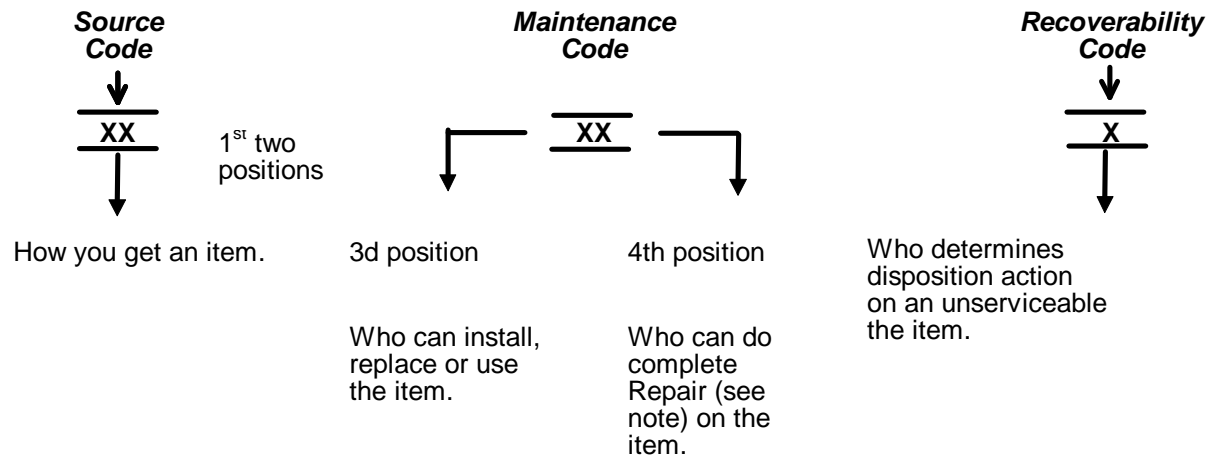 Source
Code
XX
1st two
positions
How you get an item.
Maintenance
Code
XX
3d position
Who can install,
replace or use
the item.
4th position
Who can do
complete
Repair (see
note) on the
item.
Recoverability
Code
X
Who determines
disposition action
on an unserviceable
the item.